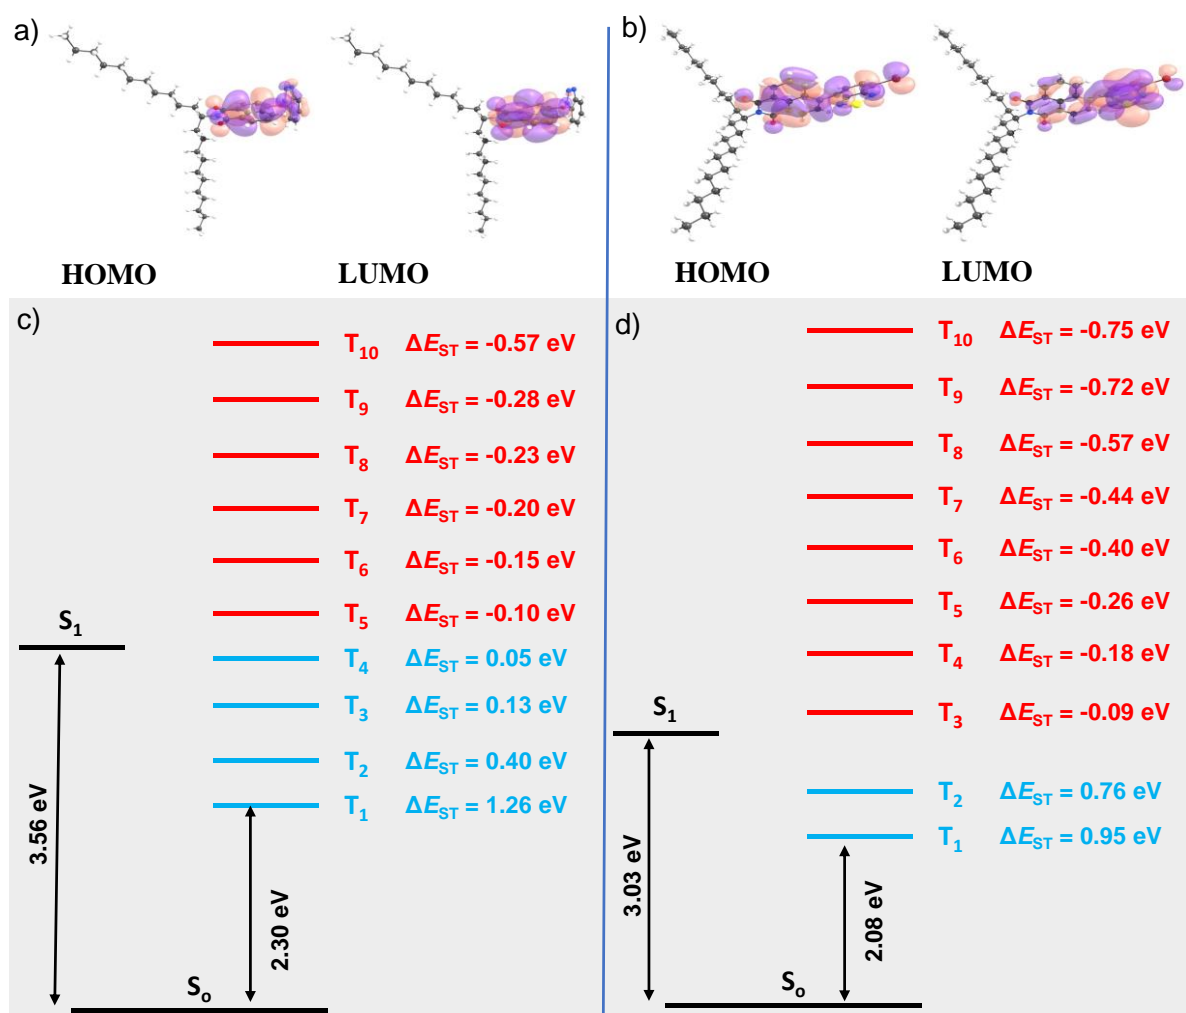 a)
b)
HOMO
LUMO
HOMO
LUMO
c)
T10 ΔEST = -0.57 eV
T9 ΔEST = -0.28 eV
T8 ΔEST = -0.23 eV
T7 ΔEST = -0.20 eV
T6 ΔEST = -0.15 eV
T5 ΔEST = -0.10 eV
S1
T4 ΔEST = 0.05 eV
T3 ΔEST = 0.13 eV
T2 ΔEST = 0.40 eV
T1 ΔEST = 1.26 eV
3.56 eV
2.30 eV
So
d)
T10 ΔEST = -0.75 eV
T9 ΔEST = -0.72 eV
T8 ΔEST = -0.57 eV
T7 ΔEST = -0.44 eV
T6 ΔEST = -0.40 eV
T5 ΔEST = -0.26 eV
T4 ΔEST = -0.18 eV
S1
T3 ΔEST = -0.09 eV
T2 ΔEST = 0.76 eV
T1 ΔEST = 0.95 eV
3.03 eV
2.08 eV
So